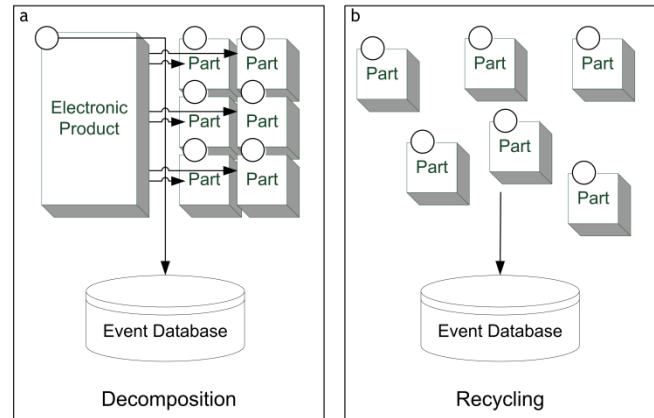 a
Electronic
Product
Part
Part
Part
Part
Part
Part
Event Database
Decomposition
b
Part
Part
Part
Part
Part
Part
Event Database
Recycling